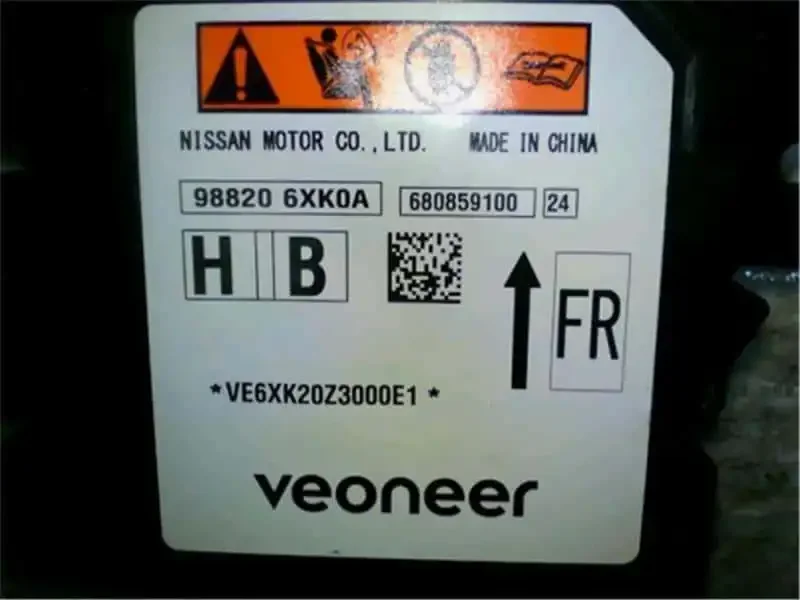 NISSAN MOTOR CO.,LTD. MADE IN CHINA
98820 6XK0A 680859100 24
H B
FR
*VE6XK20Z3000E1*
veoneer